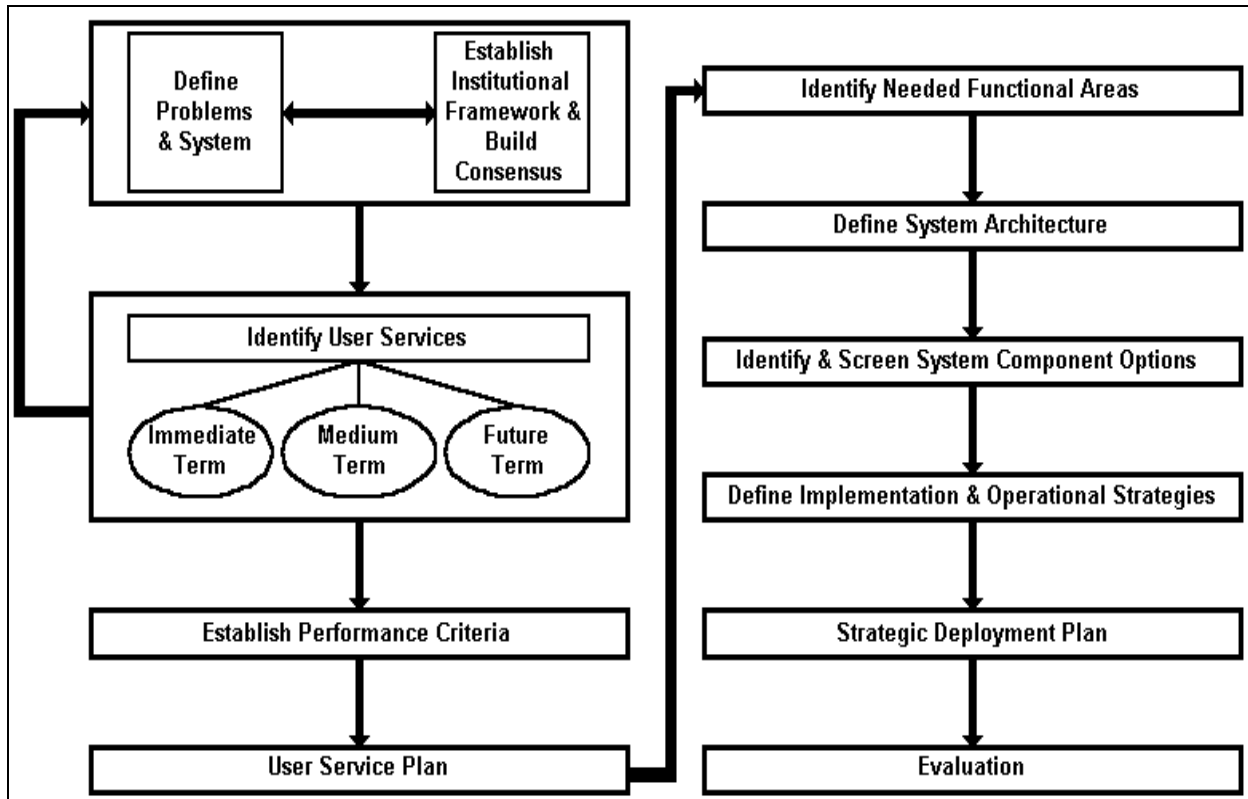 Define
Problems
& System
Establish
Institutional
Framework &
Build
Consensus
Identify User Services
Immediate
Term
Medium
Term
Future
Term
Establish Performance Criteria
User Service Plan
Identify Needed Functional Areas
Define System Architecture
Identify & Screen System Component Options
Define Implementation & Operational Strategies
Strategic Deployment Plan
Evaluation